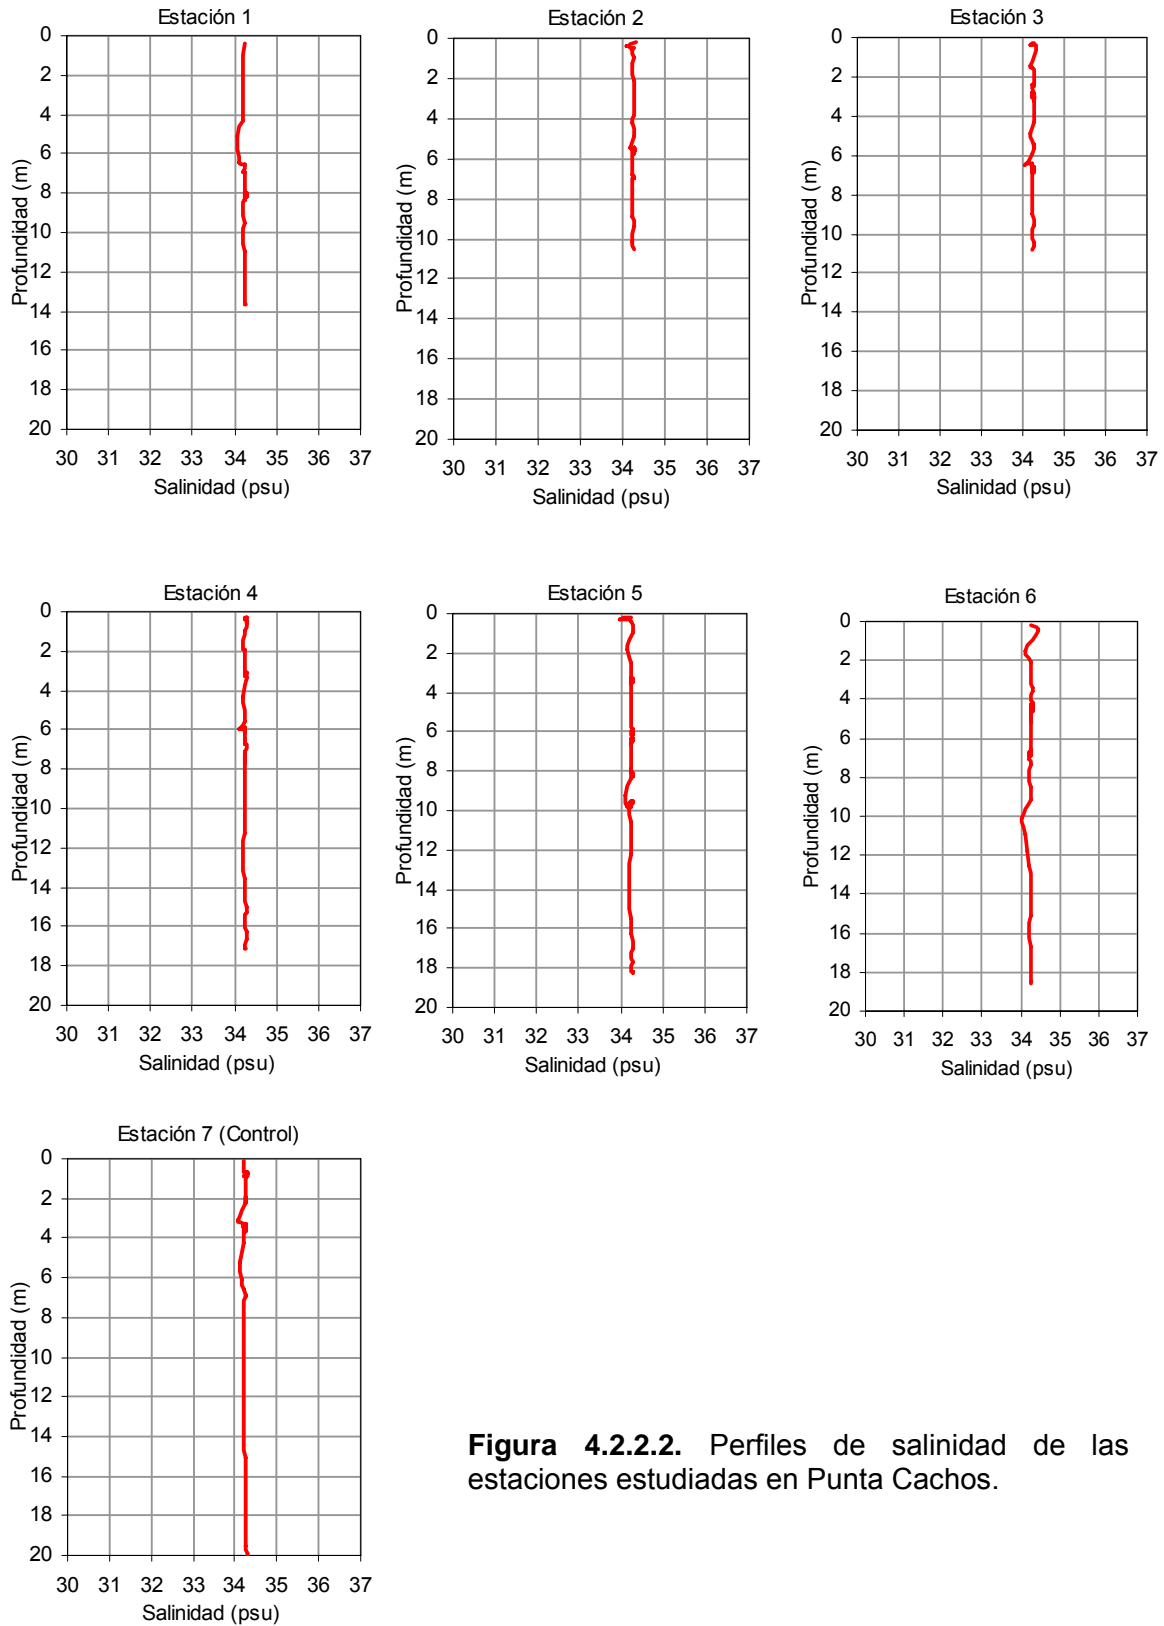 Estación 1
0
2
4
6
8
10
12
14
16
18
20
Profundidad (m)
30 31 32 33 34 35 36 37
Salinidad (psu)
Estación 2
0
2
4
6
8
10
12
14
16
18
20
Profundidad (m)
30 31 32 33 34 35 36 37
Salinidad (psu)
Estación 3
0
2
4
6
8
10
12
14
16
18
20
Profundidad (m)
30 31 32 33 34 35 36 37
Salinidad (psu)
Estación 4
0
2
4
6
8
10
12
14
16
18
20
Profundidad (m)
30 31 32 33 34 35 36 37
Salinidad (psu)
Estación 5
0
2
4
6
8
10
12
14
16
18
20
Profundidad (m)
30 31 32 33 34 35 36 37
Salinidad (psu)
Estación 6
0
2
4
6
8
10
12
14
16
18
20
Profundidad (m)
30 31 32 33 34 35 36 37
Salinidad (psu)
Estación 7 (Control)
0
2
4
6
8
10
12
14
16
18
20
Profundidad (m)
30 31 32 33 34 35 36 37
Salinidad (psu)
Figura 4.2.2.2. Perfiles de salinidad de las
estaciones estudiadas en Punta Cachos.